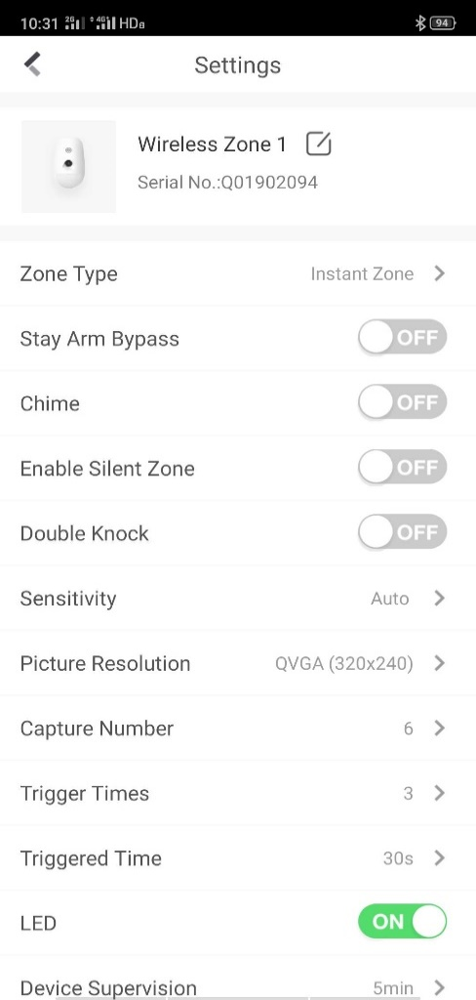 10:31 2G 4G HD 94
Settings
Wireless Zone 1
Serial No.:Q01902094
Zone Type Instant Zone
Stay Arm Bypass OFF
Chime OFF
Enable Silent Zone OFF
Double Knock OFF
Sensitivity Auto
Picture Resolution QVGA (320x240)
Capture Number 6
Trigger Times 3
Triggered Time 30s
LED ON
Device Supervision 5min